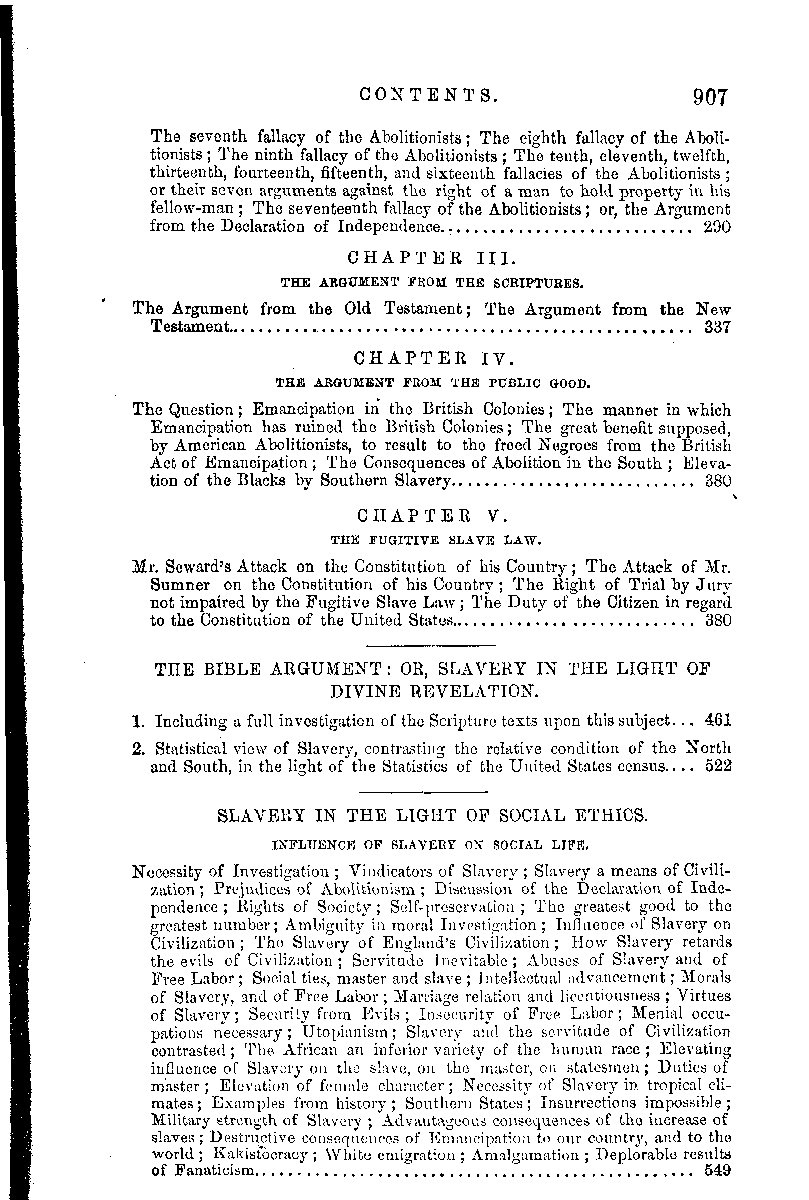 CONTENTS. 907
The seventh fallacy of the Abolitionists; The eighth fallacy of the Aboli-
tionists; The ninth fallacy of the Abolitionists; The tenth, eleventh, twelfth,
thirteenth, fourteenth, fifteenth, and sixteenth fallacies of the Abolitionists;
or their seven arguments against the right of a man to hold property in his
fellow-man; The seventeenth fallacy of the Abolitionists; or, the Argument
from the Declaration of Independence............................ 290
CHAPTER III.
THE ARGUMENT FROM THE SCRIPTURES.
The Argument from the Old Testament; The Argument from the New
Testament.................................................... 337
CHAPTER IV.
THE ARGUMENT FROM THE PUBLIC GOOD.
The Question; Emancipation in the British Colonies; The manner in which
Emancipation has ruined the British Colonies; The great benefit supposed,
by American Abolitionists, to result to the freed Negroes from the British
Act of Emancipation; The Consequences of Abolition in the South; Eleva-
tion of the Blacks by Southern Slavery........................... 380
CHAPTER V.
THE FUGITIVE SLAVE LAW.
Mr. Seward's Attack on the Constitution of his Country; The Attack of Mr.
Sumner on the Constitution of his Country; The Right of Trial by Jury
not impaired by the Fugitive Slave Law; The Duty of the Citizen in regard
to the Constitution of the United States........................... 380
THE BIBLE ARGUMENT: OR, SLAVERY IN THE LIGHT OF
DIVINE REVELATION.
1. Including a full investigation of the Scripture texts upon this subject... 461
2. Statistical view of Slavery, contrasting the relative condition of the North
and South, in the light of the Statistics of the United States census.... 522
SLAVERY IN THE LIGHT OF SOCIAL ETHICS.
INFLUENCE OF SLAVERY ON SOCIAL LIFE.
Necessity of Investigation; Vindicators of Slavery; Slavery a means of Civili-
zation; Prejudices of Abolitionism; Discussion of the Declaration of Inde-
pendence; Rights of Society; Self-preservation; The greatest good to the
greatest number; Ambiguity in moral Investigation; Influence of Slavery on
Civilization; The Slavery of England's Civilization; How Slavery retards
the evils of Civilization; Servitude Inevitable; Abuses of Slavery and of
Free Labor; Social ties, master and slave; Intellectual advancement; Morals
of Slavery, and of Free Labor; Marriage relation and licentiousness; Virtues
of Slavery; Security from Evils; Insecurity of Free Labor; Menial occu-
pations necessary; Utopianism; Slavery and the servitude of Civilization
contrasted; The African an inferior variety of the human race; Elevating
influence of Slavery on the slave, on the master, on statesmen; Duties of
master; Elevation of female character; Necessity of Slavery in tropical cli-
mates; Examples from history; Southern States; Insurrections impossible;
Military strength of Slavery; Advantageous consequences of the increase of
slaves; Destructive consequences of Emancipation to our country, and to the
world; Kakistocracy; White emigration; Amalgamation; Deplorable results
of Fanaticism................................................. 549